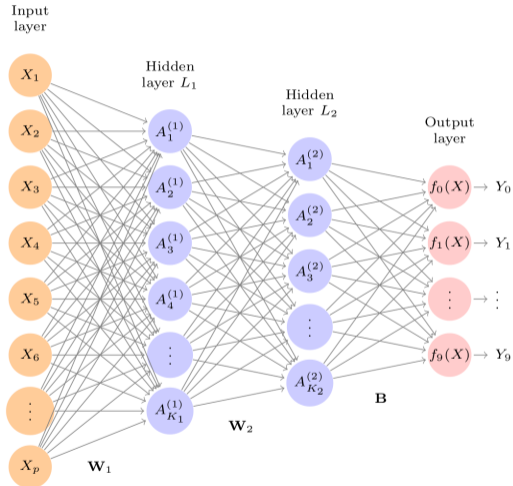 Input
layer
Hidden
layer L₁
Hidden
layer L₂
Output
layer
X₁
X₂
X₃
X₄
X₅
X₆
⋮
Xₚ
A₁⁽¹⁾
A₂⁽¹⁾
A₃⁽¹⁾
A₄⁽¹⁾
⋮
A_{K₁}⁽¹⁾
A₁⁽²⁾
A₂⁽²⁾
A₃⁽²⁾
⋮
A_{K₂}⁽²⁾
f₀(X) → Y₀
f₁(X) → Y₁
⋮ → ⋮
f₉(X) → Y₉
W₁
W₂
B